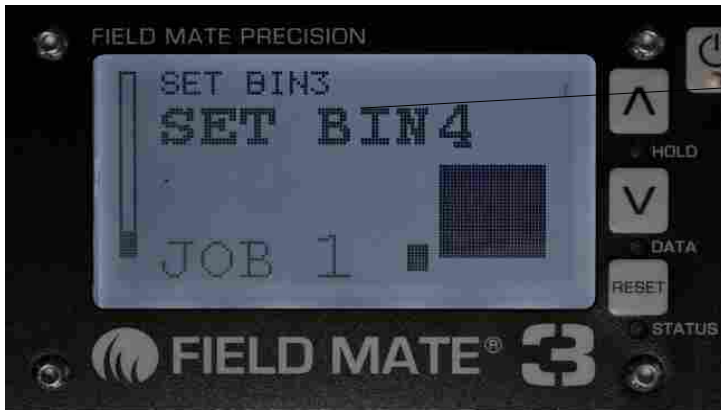 FIELD MATE PRECISION
SET BIN3
SET BIN4
HOLD
JOB 1
DATA
RESET
STATUS
FIELD MATE® 3